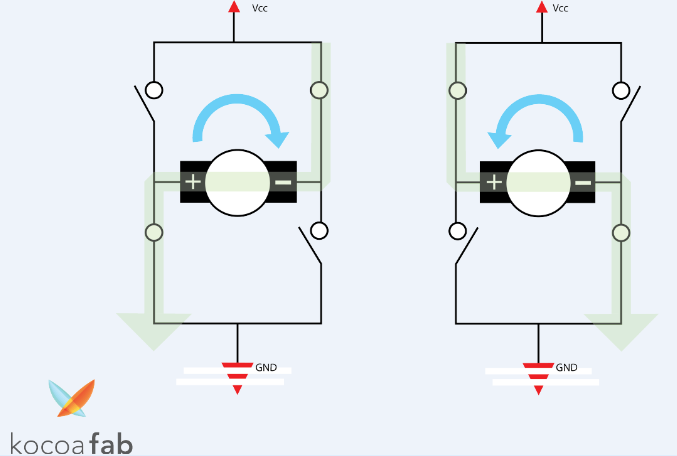 Vcc
Vcc
+ −
+ −
GND
GND
kocoafab